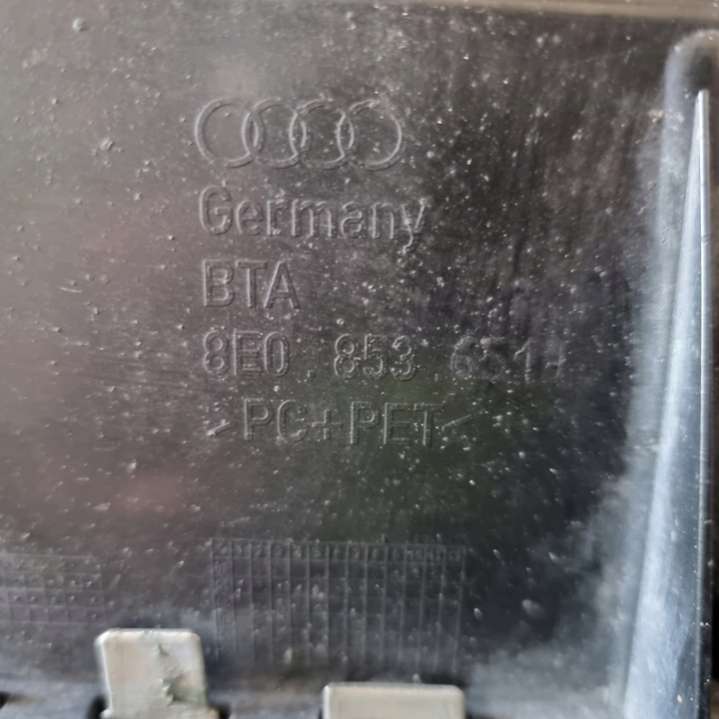 Germany
BTA
8E0 . 853 . 651
>PC+PET<